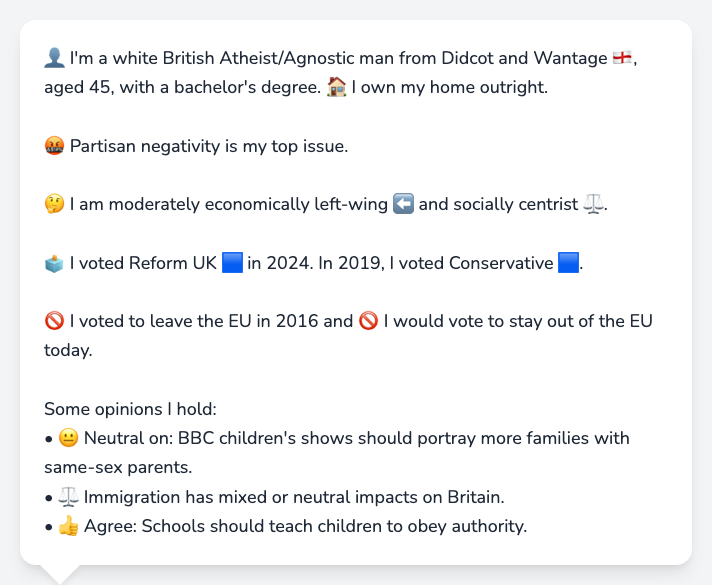 👤 I'm a white British Atheist/Agnostic man from Didcot and Wantage 🏴󠁧󠁢󠁥󠁮󠁧󠁿,
aged 45, with a bachelor's degree. 🏠 I own my home outright.
🤬 Partisan negativity is my top issue.
🤔 I am moderately economically left-wing ⬅️ and socially centrist ⚖️.
🗳️ I voted Reform UK 🟦 in 2024. In 2019, I voted Conservative 🟦.
🚫 I voted to leave the EU in 2016 and 🚫 I would vote to stay out of the EU
today.
Some opinions I hold:
• 😐 Neutral on: BBC children's shows should portray more families with
same-sex parents.
• ⚖️ Immigration has mixed or neutral impacts on Britain.
• 👍 Agree: Schools should teach children to obey authority.